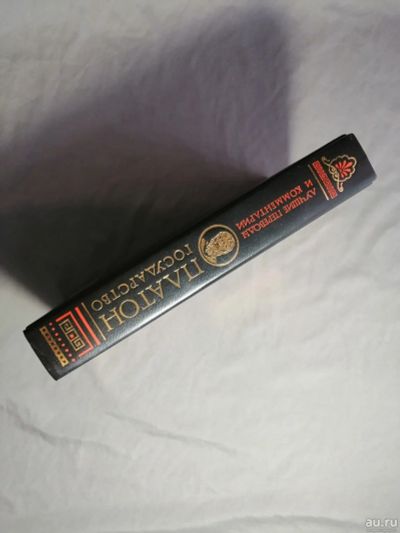 ПЛАТОН
ГОСУДАРСТВО
ЛУЧШИЕ ПЕРЕВОДЫ
И КОММЕНТАРИИ
au.ru